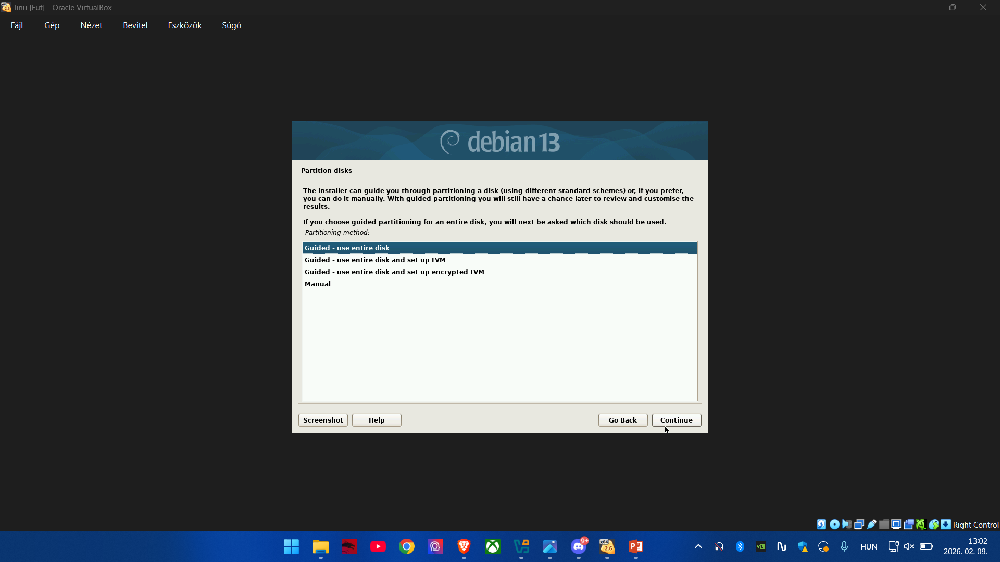 linu [Fut] - Oracle VirtualBox
Fájl Gép Nézet Bevitel Eszközök Súgó
debian 13
Partition disks
The installer can guide you through partitioning a disk (using different standard schemes) or, if you prefer,
you can do it manually. With guided partitioning you will still have a chance later to review and customise the
results.
If you choose guided partitioning for an entire disk, you will next be asked which disk should be used.
Partitioning method:
Guided - use entire disk
Guided - use entire disk and set up LVM
Guided - use entire disk and set up encrypted LVM
Manual
Screenshot Help Go Back Continue
Right Control
9+
x64
2.6
HUN
13:02
2026. 02. 09.